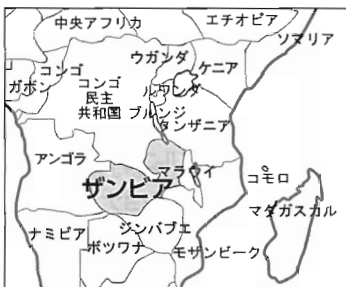 中央アフリカ
エチオピア
ソマリア
ウガンダ
ケニア
コンゴ
ガボン
コンゴ
民主
共和国
ルワンダ
ブルンジ
タンザニア
アンゴラ
マラウイ
ザンビア
コモロ
マダガスカル
ナミビア
ジンバブエ
ボツワナ
モザンビーク